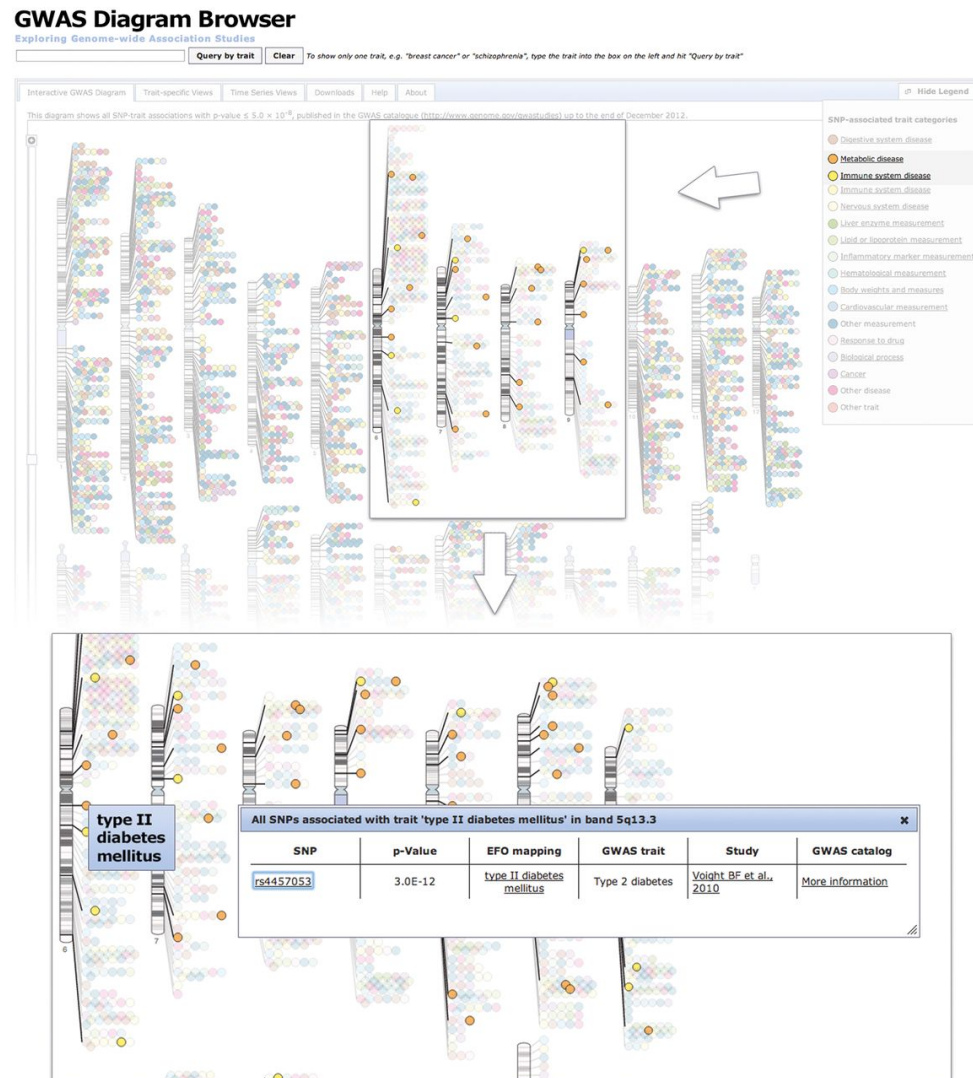 GWAS Diagram Browser
Exploring Genome-wide Association Studies
Query by trait
Clear
To show only one trait, e.g. "breast cancer" or "schizophrenia", type the trait into the box on the left and hit "Query by trait"
Interactive GWAS Diagram
Trait-specific Views
Time Series Views
Downloads
Help
About
Hide Legend
This diagram shows all SNP-trait associations with p-value ≤ 5.0 × 10⁻⁸, published in the GWAS catalogue (http://www.genome.gov/gwastudies) up to the end of December 2012.
SNP-associated trait categories
Digestive system disease
Metabolic disease
Immune system disease
Immune system disease
Nervous system disease
Liver enzyme measurement
Lipid or lipoprotein measurement
Inflammatory marker measurement
Hematological measurement
Body weights and measures
Cardiovascular measurement
Other measurement
Response to drug
Biological process
Cancer
Other disease
Other trait
6
7
8
9
type II
diabetes
mellitus
All SNPs associated with trait 'type II diabetes mellitus' in band 5q13.3
SNP p-Value EFO mapping GWAS trait Study GWAS catalog
rs4457053 3.0E-12 type II diabetes mellitus Type 2 diabetes Voight BF et al., 2010 More information
6
7